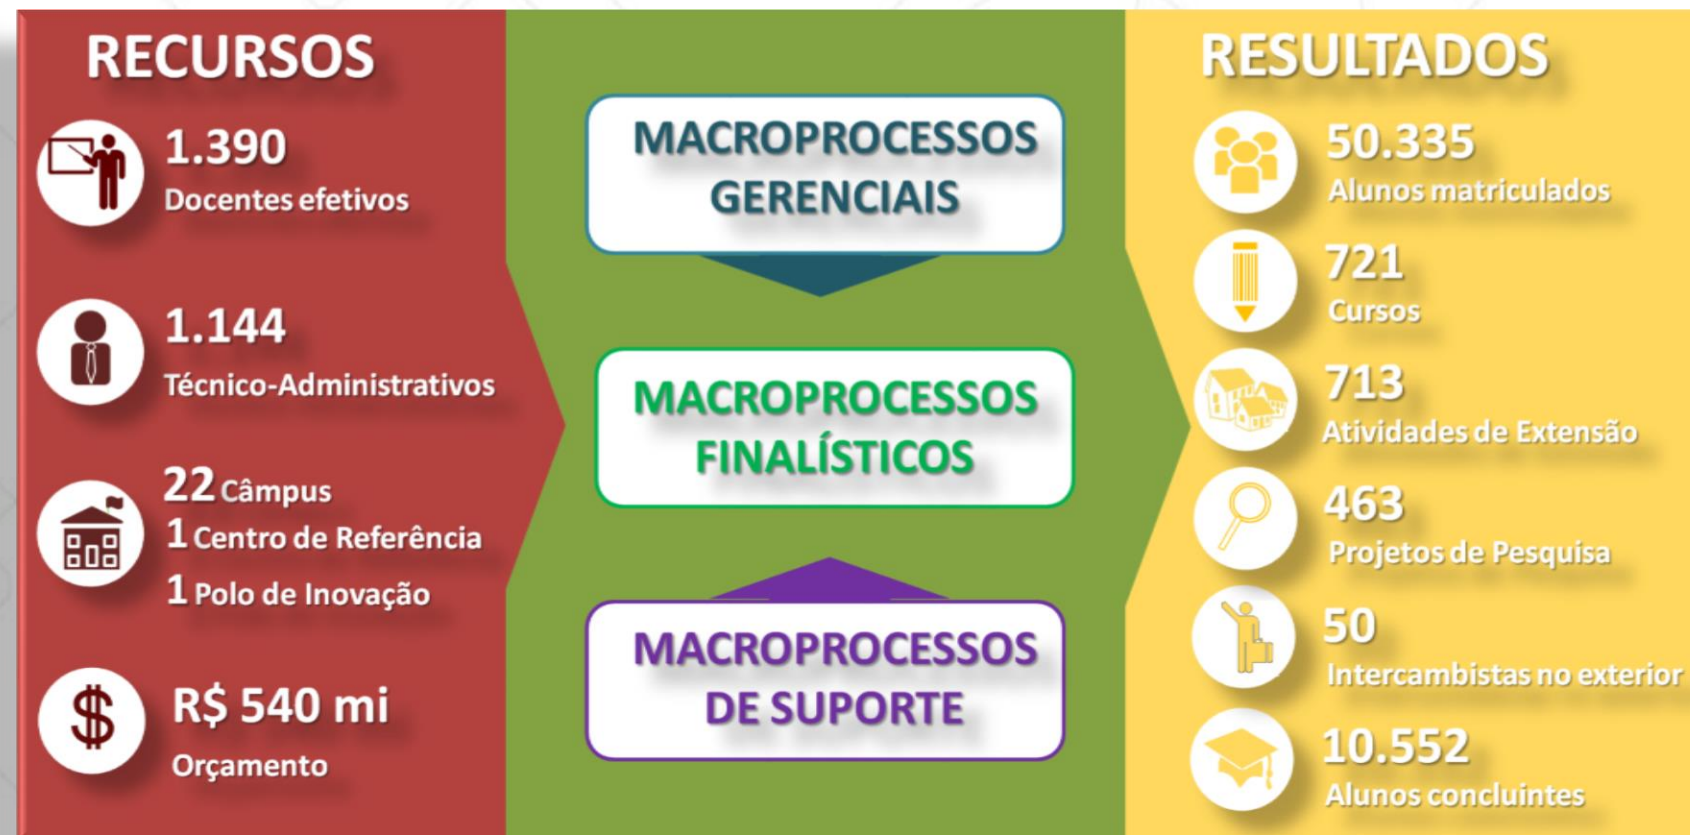 RECURSOS
1.390
Docentes efetivos
1.144
Técnico-Administrativos
22 Câmpus
1 Centro de Referência
1 Polo de Inovação
R$ 540 mi
Orçamento
MACROPROCESSOS
GERENCIAIS
MACROPROCESSOS
FINALÍSTICOS
MACROPROCESSOS
DE SUPORTE
RESULTADOS
50.335
Alunos matriculados
721
Cursos
713
Atividades de Extensão
463
Projetos de Pesquisa
50
Intercambistas no exterior
10.552
Alunos concluintes